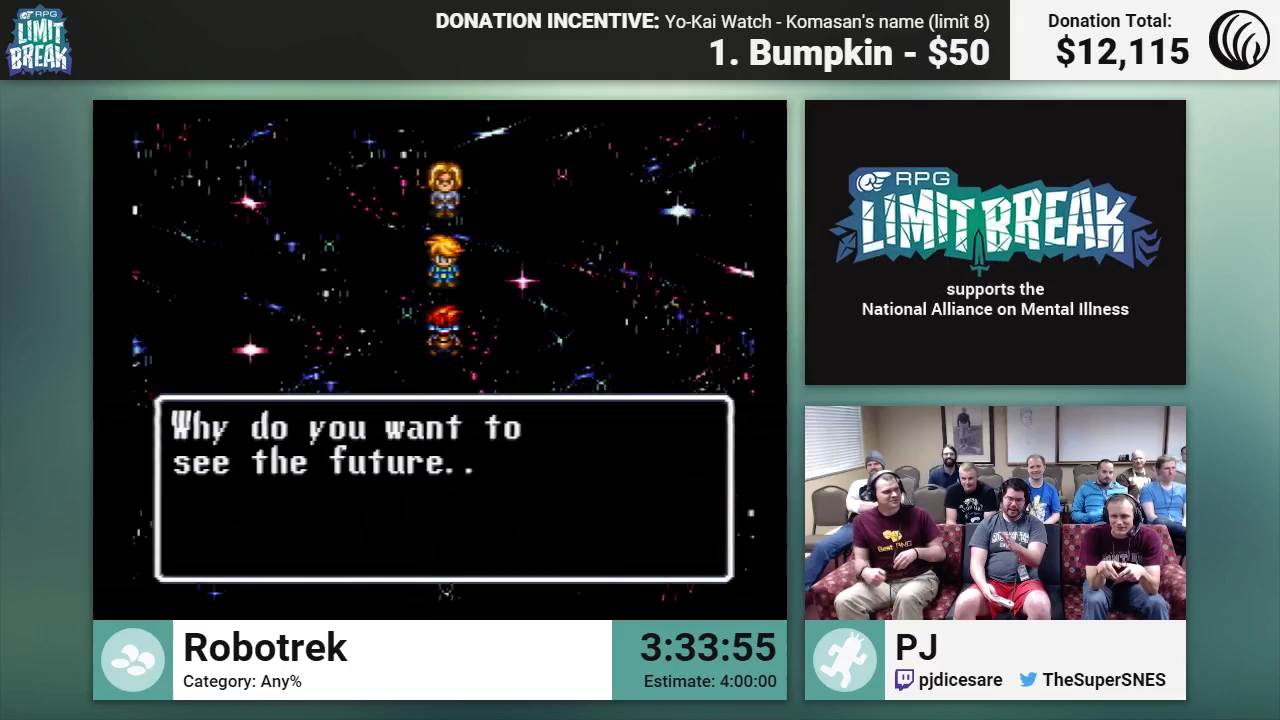 RPG
LIMIT
BREAK
DONATION INCENTIVE: Yo-Kai Watch - Komasan's name (limit 8)
1. Bumpkin - $50
Donation Total:
$12,115
Why do you want to
see the future..
RPG
LIMIT BREAK
supports the
National Alliance on Mental Illness
Robotrek
Category: Any%
3:33:55
Estimate: 4:00:00
PJ
pjdicesare
TheSuperSNES